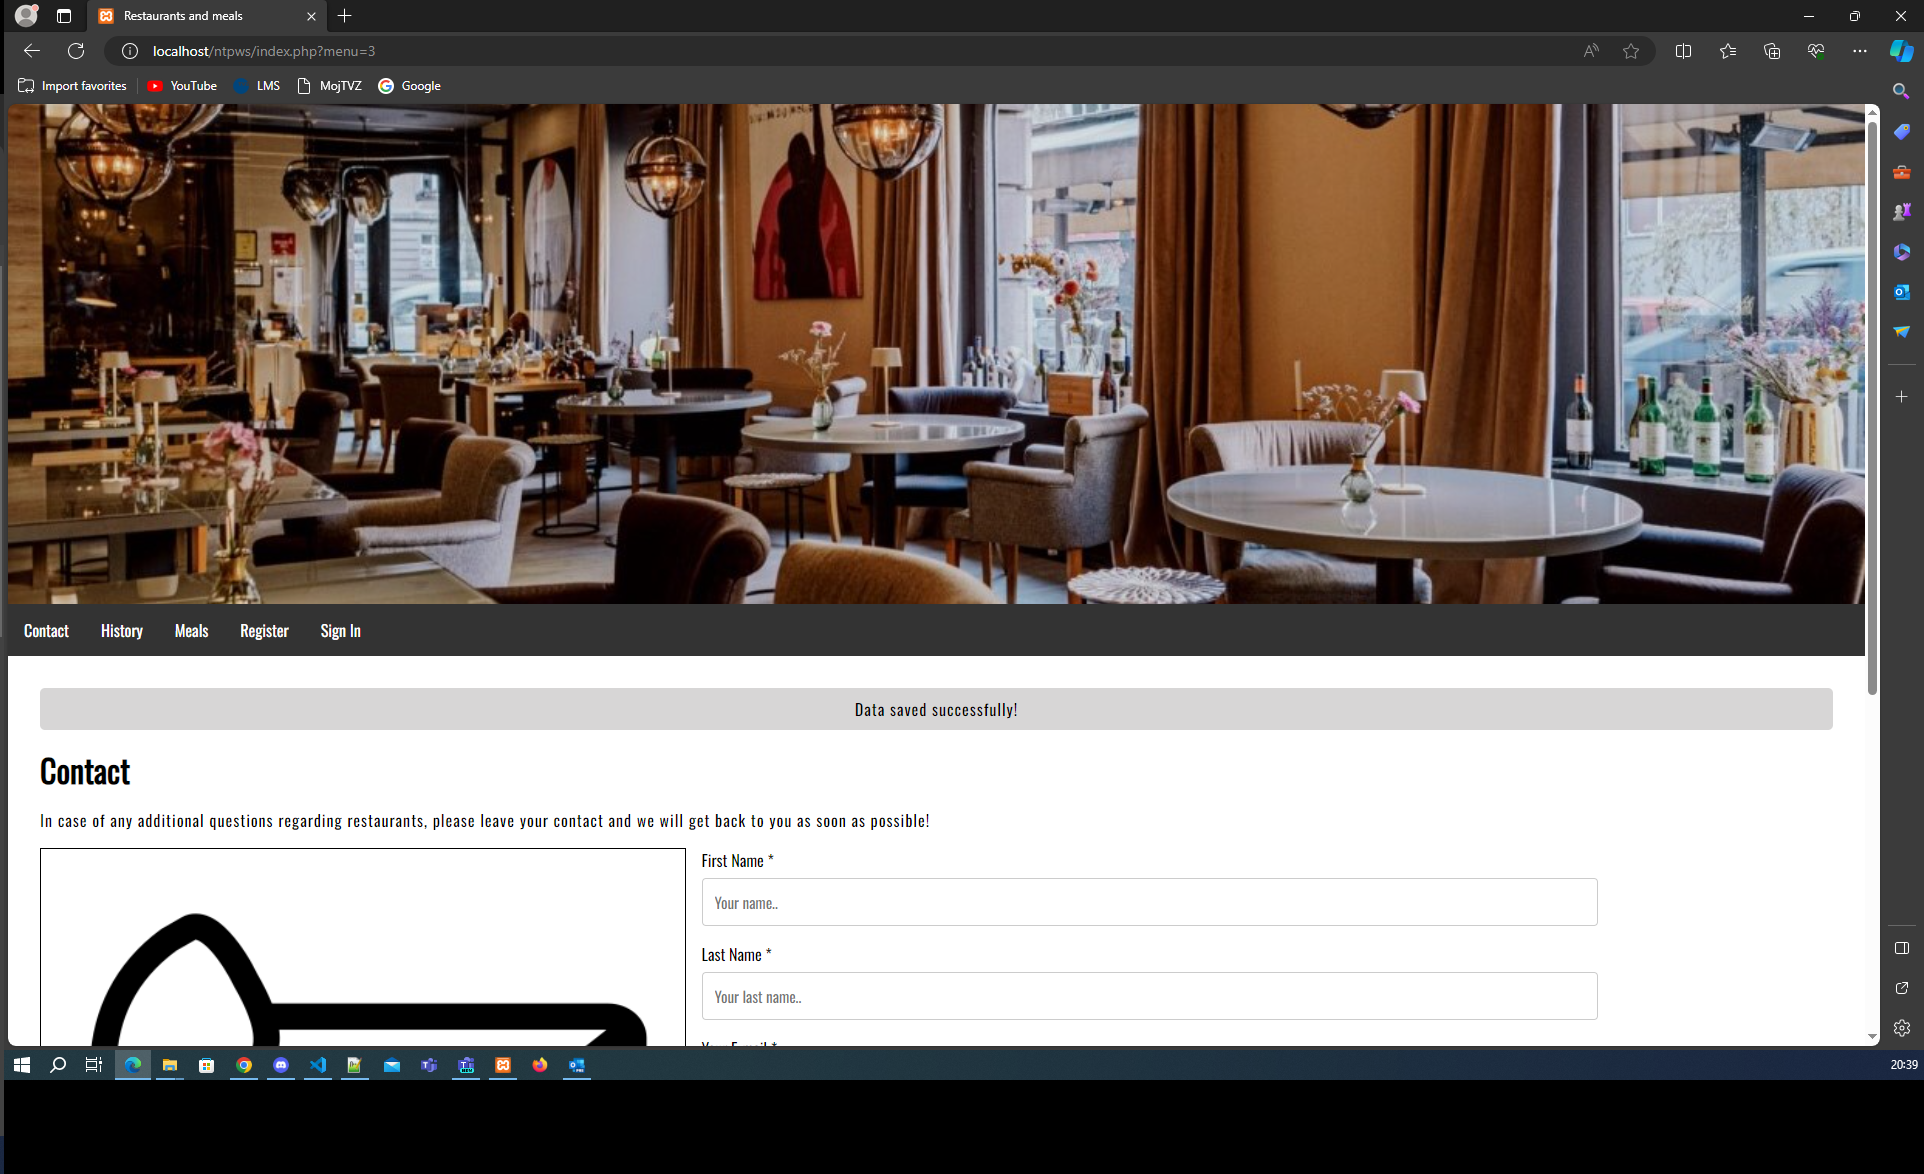 Restaurants and meals
localhost/ntpws/index.php?menu=3
Import favorites
YouTube
LMS
MojTVZ
Google
Contact
History
Meals
Register
Sign In
Data saved successfully!
Contact
In case of any additional questions regarding restaurants, please leave your contact and we will get back to you as soon as possible!
First Name *
Your name..
Last Name *
Your last name..
20:39